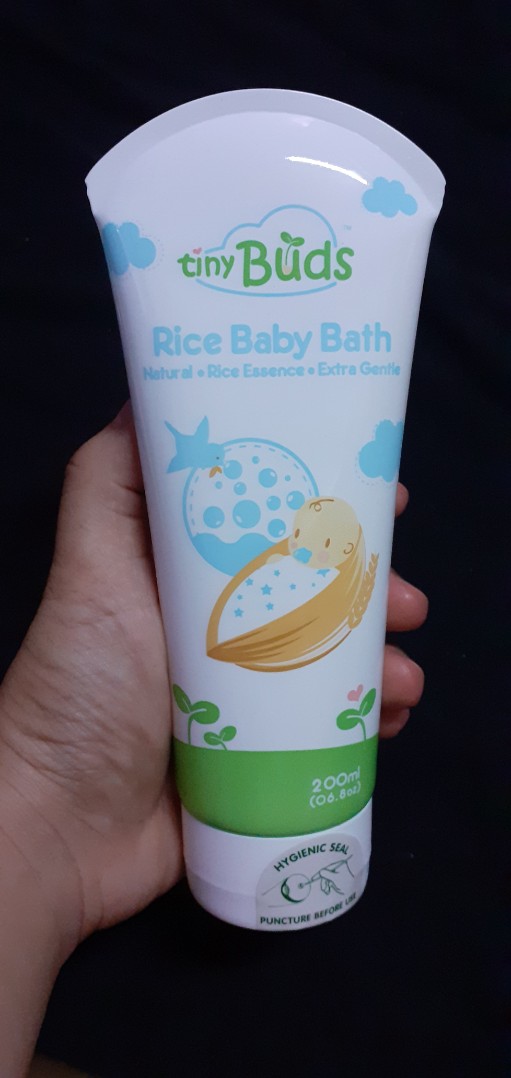 tiny Buds
Rice Baby Bath
Natural • Rice Essence • Extra Gentle
200ml
(06.8oz)
HYGIENIC SEAL
PUNCTURE BEFORE USE